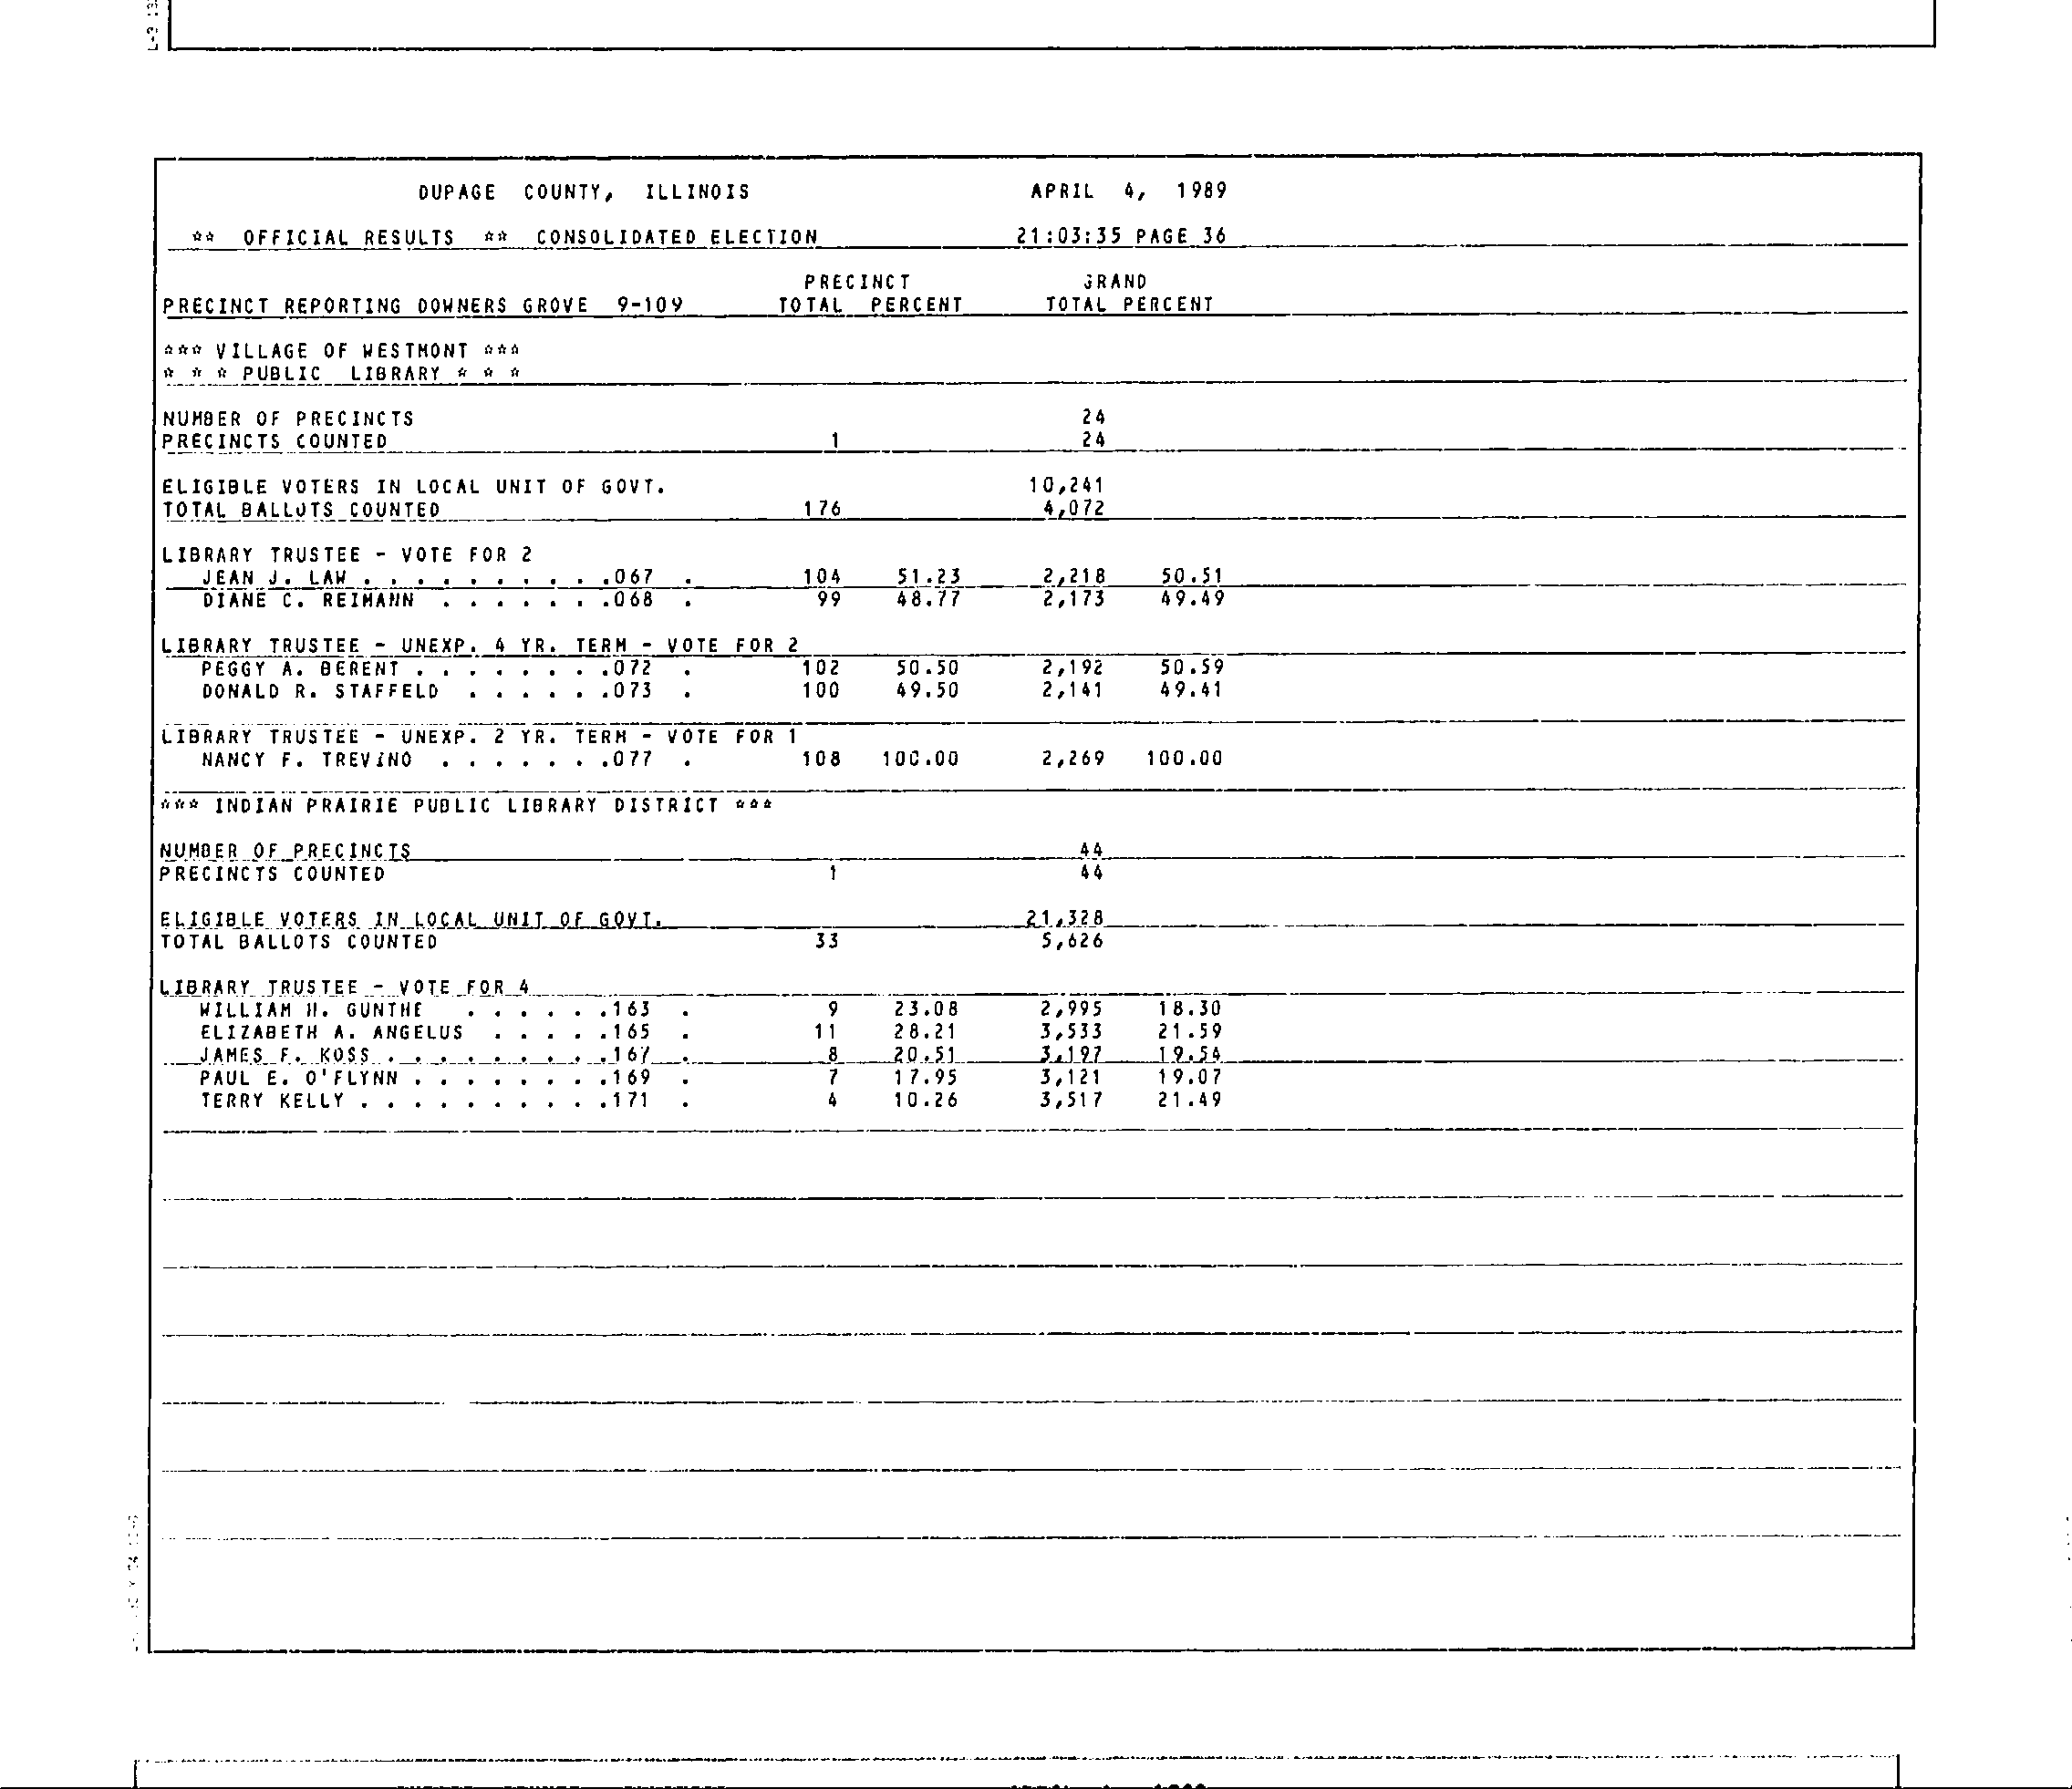 DUPAGE COUNTY, ILLINOIS APRIL 4, 1989
** OFFICIAL RESULTS ** CONSOLIDATED ELECTION 21:03:35 PAGE 36
PRECINCT GRAND
PRECINCT REPORTING DOWNERS GROVE 9-109 TOTAL PERCENT TOTAL PERCENT
*** VILLAGE OF WESTMONT ***
* * * PUBLIC LIBRARY * * *
NUMBER OF PRECINCTS 24
PRECINCTS COUNTED 1 24
ELIGIBLE VOTERS IN LOCAL UNIT OF GOVT. 10,241
TOTAL BALLOTS COUNTED 176 4,072
LIBRARY TRUSTEE - VOTE FOR 2
JEAN J. LAW . . . . . . . . . .067 . 104 51.23 2,218 50.51
DIANE C. REIMANN . . . . . . .068 . 99 48.77 2,173 49.49
LIBRARY TRUSTEE - UNEXP. 4 YR. TERM - VOTE FOR 2
PEGGY A. BERENT . . . . . . . .072 . 102 50.50 2,192 50.59
DONALD R. STAFFELD . . . . . .073 . 100 49.50 2,141 49.41
LIBRARY TRUSTEE - UNEXP. 2 YR. TERM - VOTE FOR 1
NANCY F. TREVINO . . . . . . .077 . 108 100.00 2,269 100.00
*** INDIAN PRAIRIE PUBLIC LIBRARY DISTRICT ***
NUMBER OF PRECINCTS 44
PRECINCTS COUNTED 1 44
ELIGIBLE VOTERS IN LOCAL UNIT OF GOVT. 21,328
TOTAL BALLOTS COUNTED 33 5,626
LIBRARY TRUSTEE - VOTE FOR 4
WILLIAM H. GUNTHE . . . . . .163 . 9 23.08 2,995 18.30
ELIZABETH A. ANGELUS . . . . .165 . 11 28.21 3,533 21.59
JAMES F. KOSS . . . . . . . . .167 . 8 20.51 3,197 19.54
PAUL E. O'FLYNN . . . . . . . .169 . 7 17.95 3,121 19.07
TERRY KELLY . . . . . . . . . .171 . 4 10.26 3,517 21.49